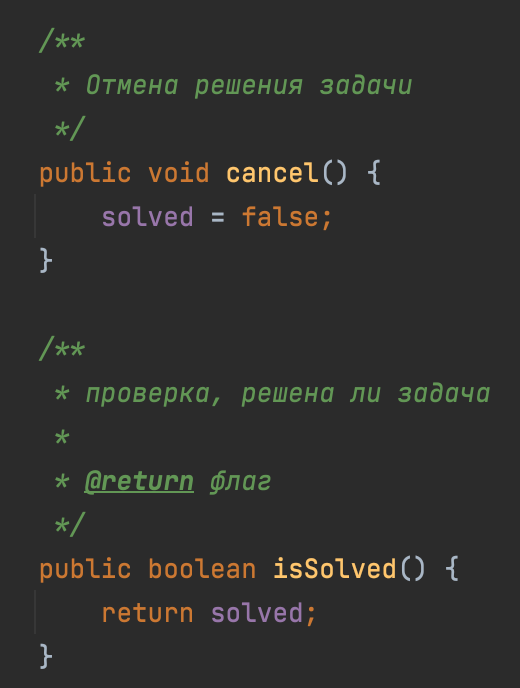 /**
 * Отмена решения задачи
 */
public void cancel() {
    solved = false;
}
/**
 * проверка, решена ли задача
 *
 * @return флаг
 */
public boolean isSolved() {
    return solved;
}